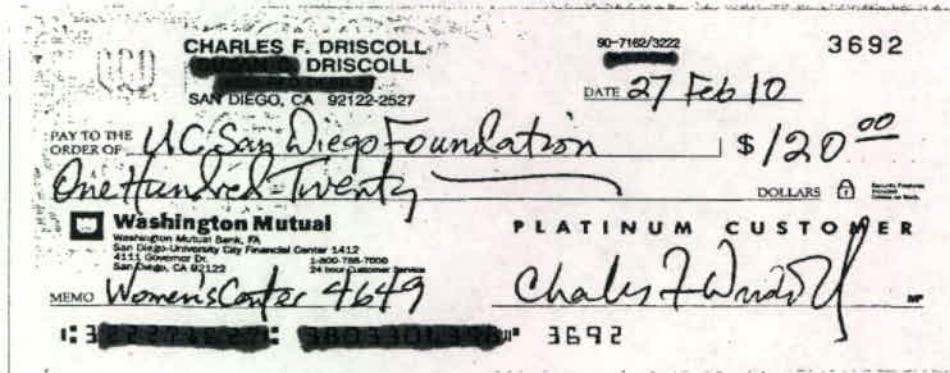 CHARLES F. DRISCOLL
DRISCOLL
SAN DIEGO, CA 92122-2527
90-7162/3222
3692
DATE 27 Feb 10
PAY TO THE ORDER OF UC San Diego Foundation $120.00
One Hundred Twenty DOLLARS
Washington Mutual
Washington Mutual Bank, FA
San Diego-University City Financial Center 1412
4111 Governor Dr.
San Diego, CA 92122
1-800-788-7000
24 hour Customer Service
PLATINUM CUSTOMER
MEMO Women's Center 4649
Charles F Driscoll
MP
3692